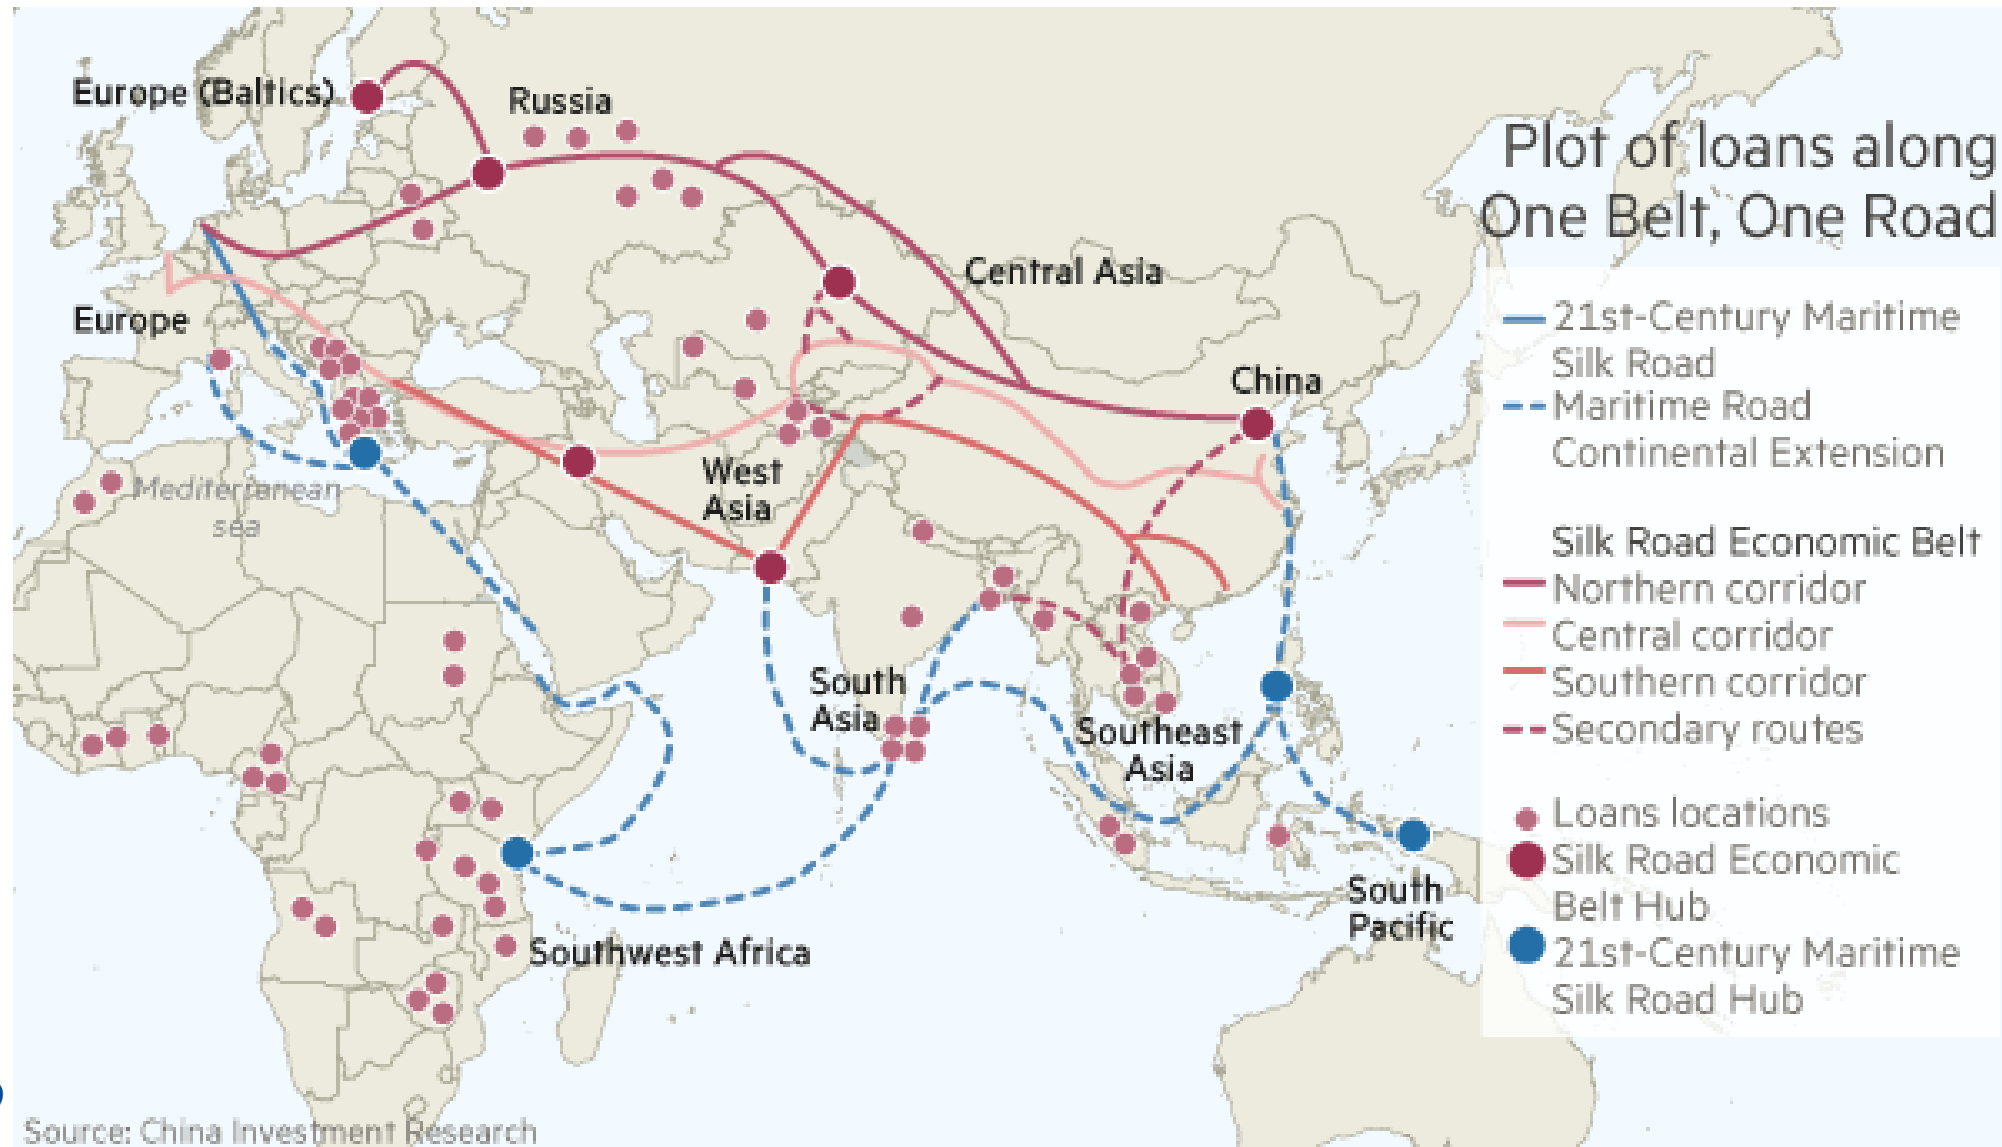 Plot of loans along
One Belt, One Road
Europe (Baltics)
Russia
Central Asia
Europe
China
West
Asia
Mediterranean
sea
South
Asia
Southeast
Asia
South
Pacific
Southwest Africa
21st-Century Maritime
Silk Road
Maritime Road
Continental Extension
Silk Road Economic Belt
Northern corridor
Central corridor
Southern corridor
Secondary routes
Loans locations
Silk Road Economic
Belt Hub
21st-Century Maritime
Silk Road Hub
Source: China Investment Research